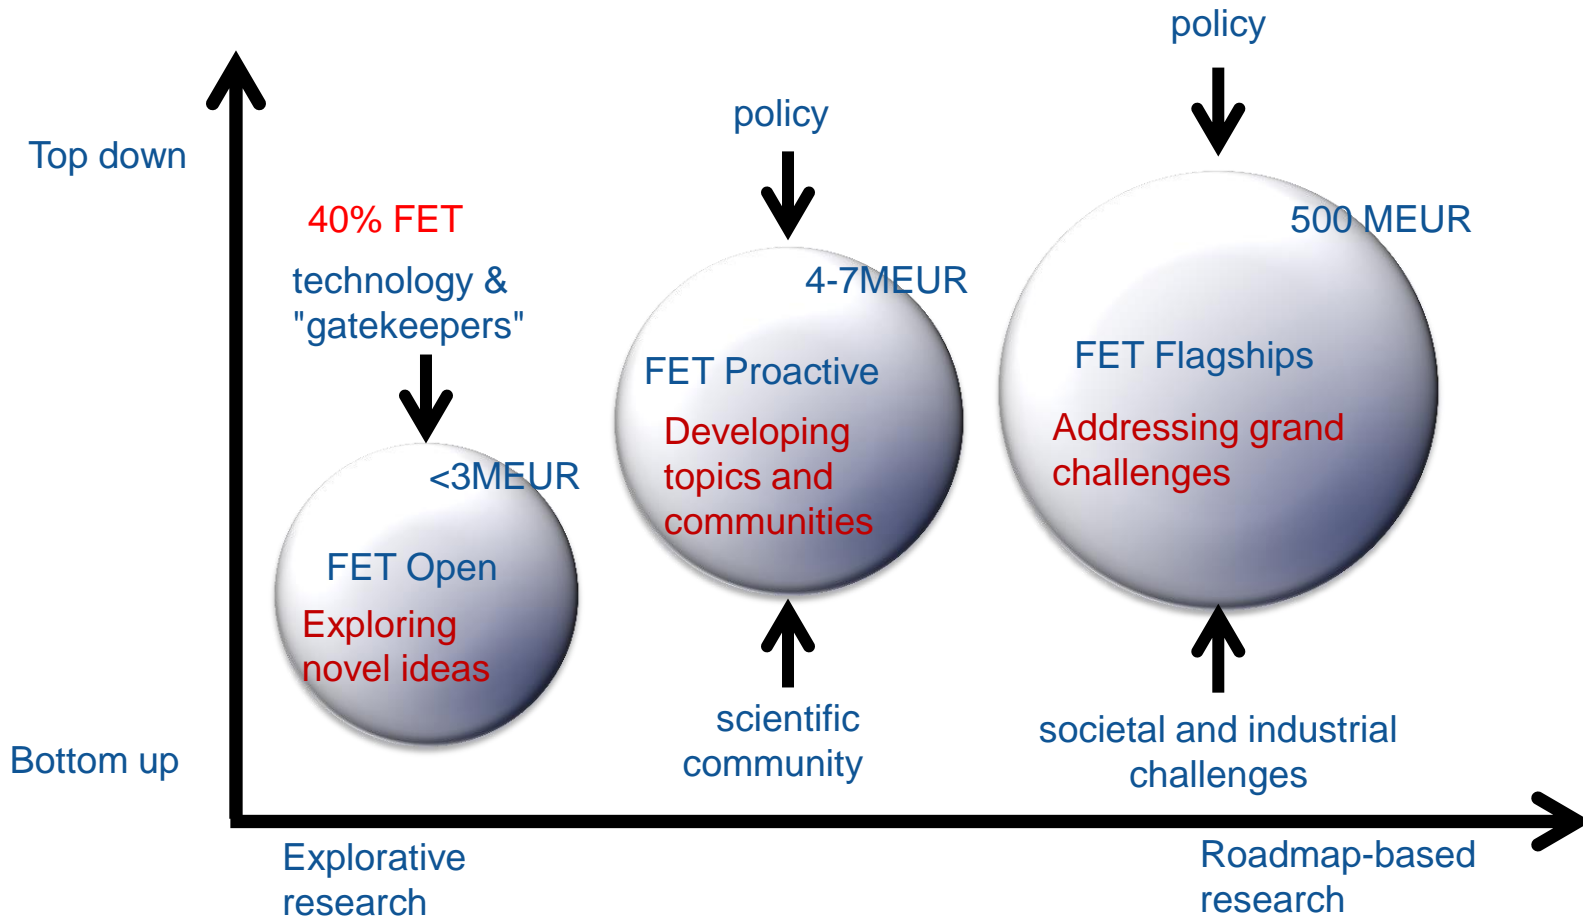 policy
policy
Top down
40% FET
500 MEUR
technology &
"gatekeepers"
4-7MEUR
FET Proactive
FET Flagships
Developing
topics and
communities
Addressing grand
challenges
<3MEUR
FET Open
Exploring
novel ideas
scientific
community
societal and industrial
challenges
Bottom up
Explorative
research
Roadmap-based
research